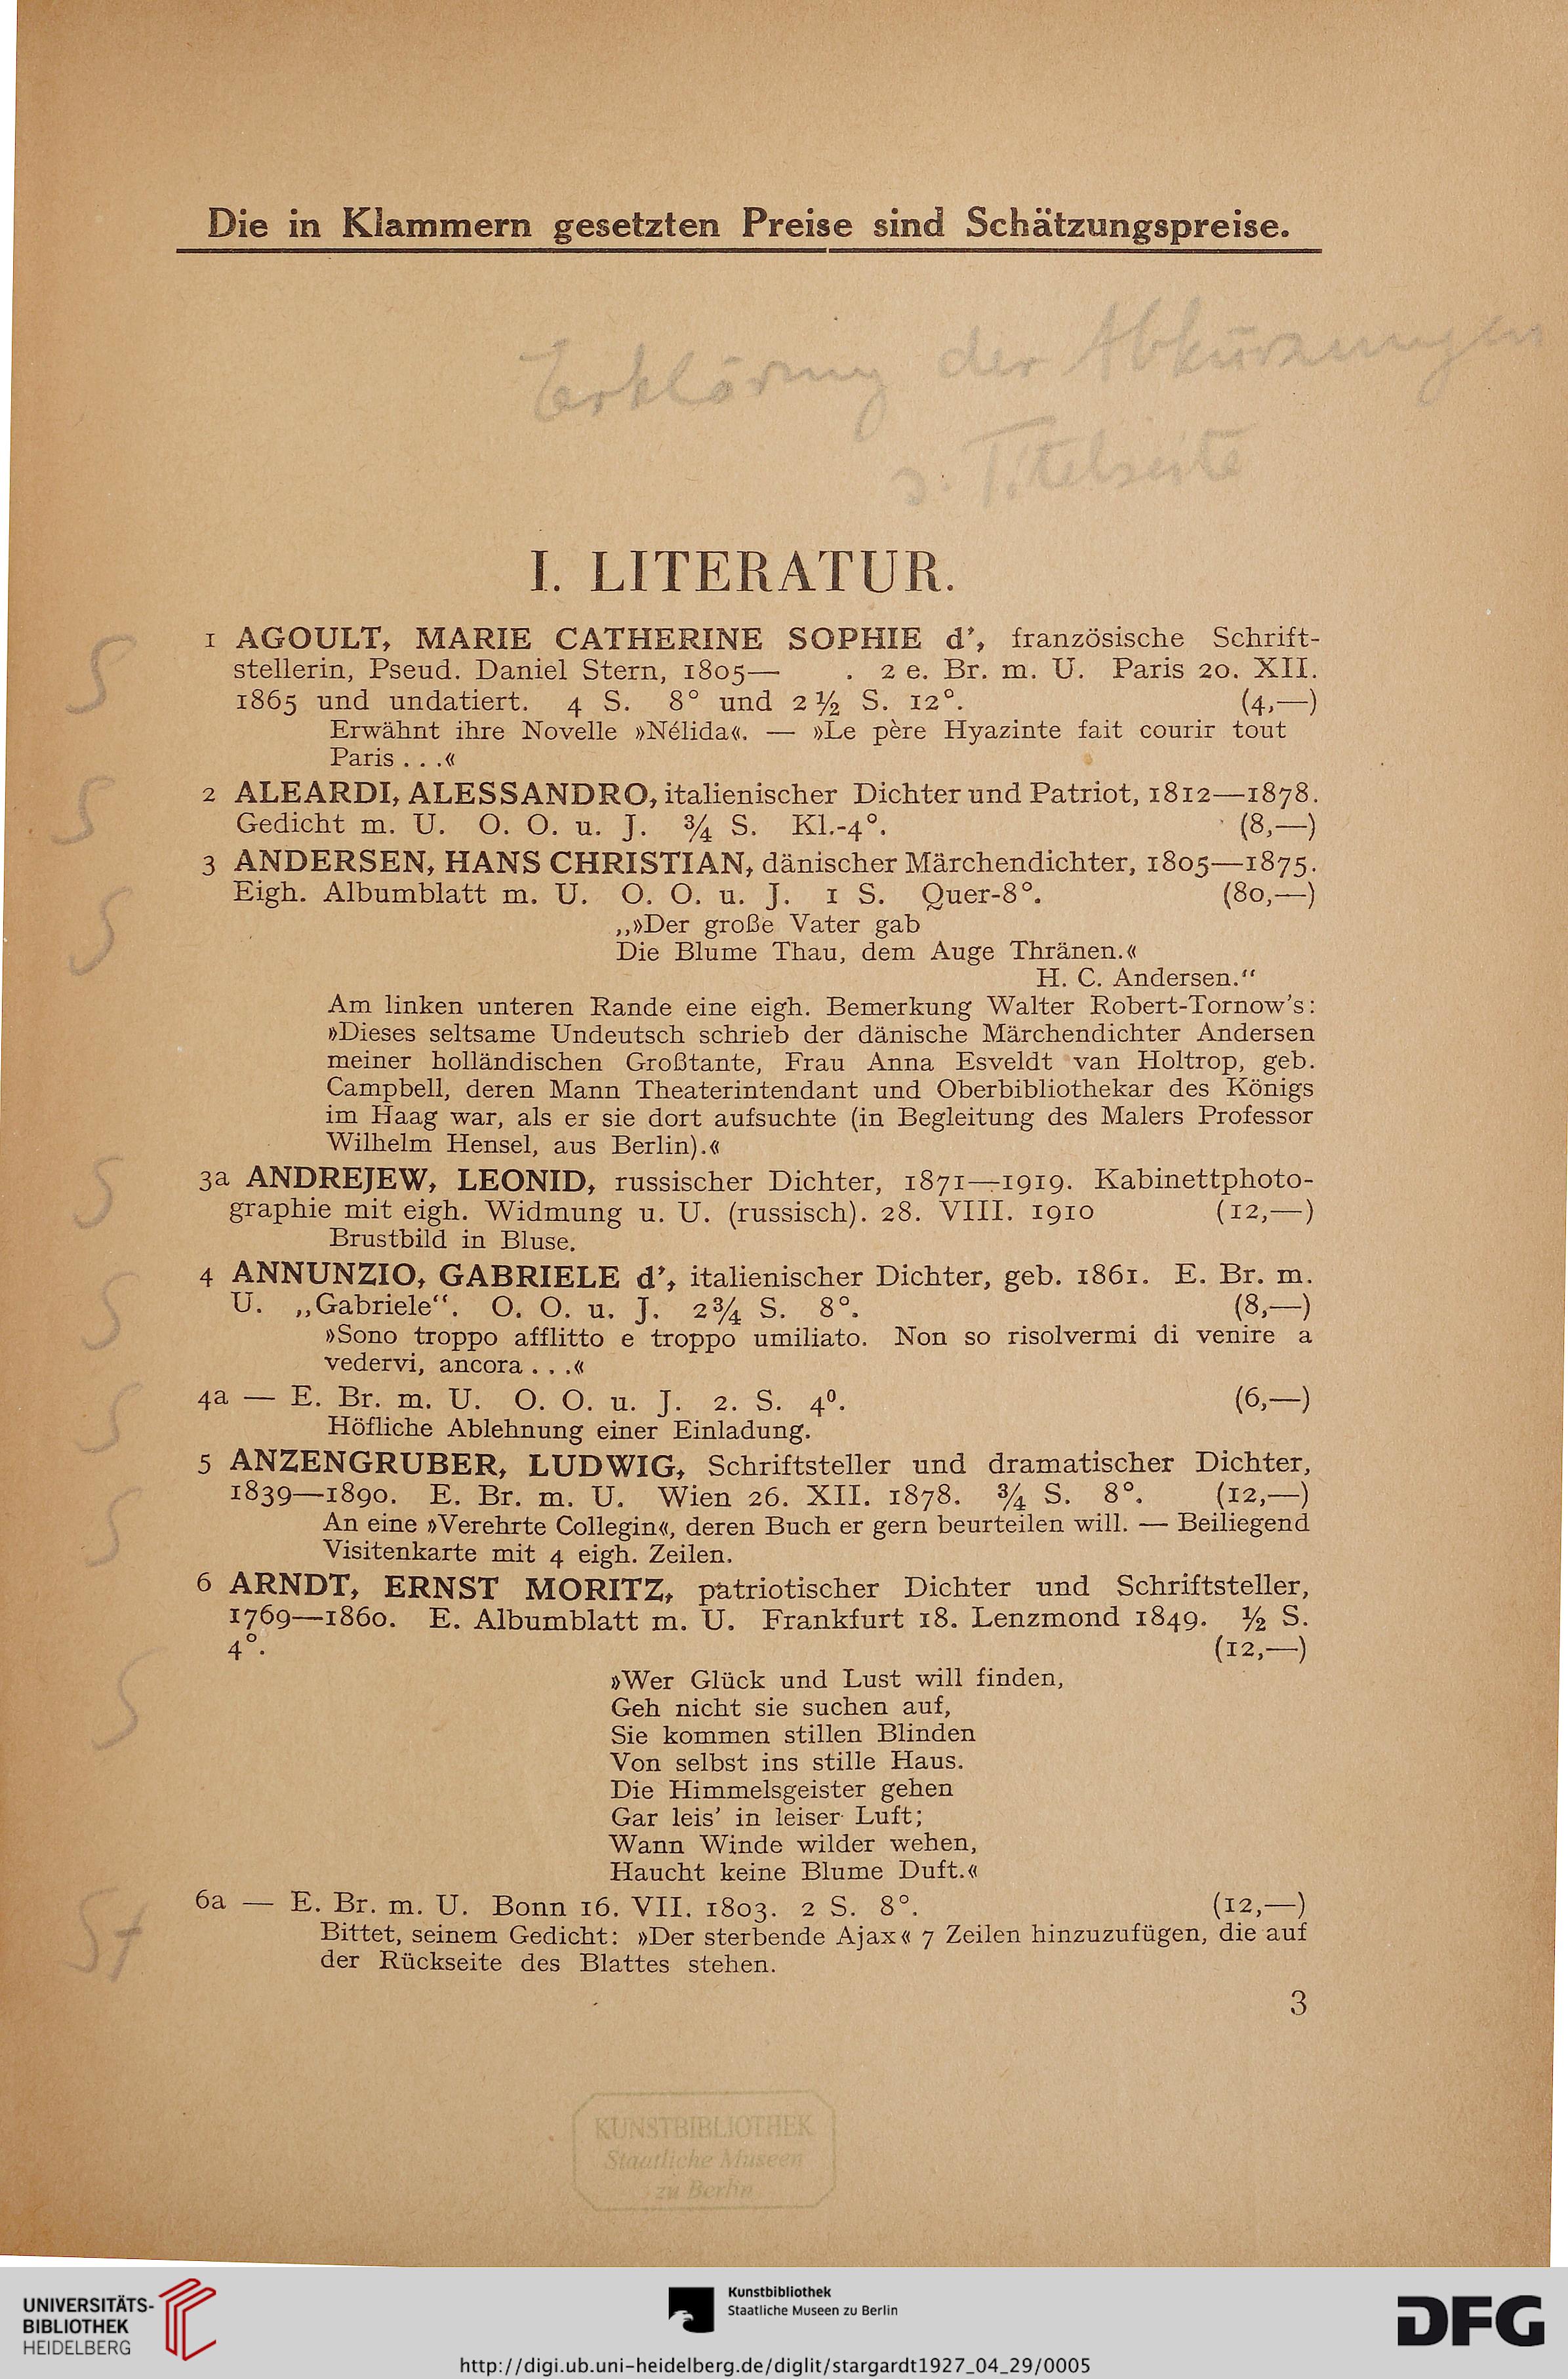 Die in Klammern gesetzten Preise sind Schätzungspreise.
Erklärung der Abkürzungen
s. Titelseite
I. LITERATUR.
S
1 AGOULT, MARIE CATHERINE SOPHIE d', französische Schrift-
stellerin, Pseud. Daniel Stern, 1805— . 2 e. Br. m. U. Paris 20. XII.
1865 und undatiert. 4 S. 8° und 2½ S. 12°. (4,—)
Erwähnt ihre Novelle »Nélida«. — »Le père Hyazinte fait courir tout
Paris . . .«
S
2 ALEARDI, ALESSANDRO, italienischer Dichter und Patriot, 1812—1878.
Gedicht m. U. O. O. u. J. ¾ S. Kl.-4°. (8,—)
S
3 ANDERSEN, HANS CHRISTIAN, dänischer Märchendichter, 1805—1875.
Eigh. Albumblatt m. U. O. O. u. J. 1 S. Quer-8°. (80,—)
„»Der große Vater gab
Die Blume Thau, dem Auge Thränen.«
H. C. Andersen.“
Am linken unteren Rande eine eigh. Bemerkung Walter Robert-Tornow's:
»Dieses seltsame Undeutsch schrieb der dänische Märchendichter Andersen
meiner holländischen Großtante, Frau Anna Esveldt van Holtrop, geb.
Campbell, deren Mann Theaterintendant und Oberbibliothekar des Königs
im Haag war, als er sie dort aufsuchte (in Begleitung des Malers Professor
Wilhelm Hensel, aus Berlin).«
S
3a ANDREJEW, LEONID, russischer Dichter, 1871—1919. Kabinettphoto-
graphie mit eigh. Widmung u. U. (russisch). 28. VIII. 1910 (12,—)
Brustbild in Bluse.
S
4 ANNUNZIO, GABRIELE d', italienischer Dichter, geb. 1861. E. Br. m.
U. „Gabriele“. O. O. u. J. 2¾ S. 8°. (8,—)
»Sono troppo afflitto e troppo umiliato. Non so risolvermi di venire a
vedervi, ancora . . .«
S
4a — E. Br. m. U. O. O. u. J. 2. S. 4⁰. (6,—)
Höfliche Ablehnung einer Einladung.
S
5 ANZENGRUBER, LUDWIG, Schriftsteller und dramatischer Dichter,
1839—1890. E. Br. m. U. Wien 26. XII. 1878. ¾ S. 8°. (12,—)
An eine »Verehrte Collegin«, deren Buch er gern beurteilen will. — Beiliegend
Visitenkarte mit 4 eigh. Zeilen.
S
6 ARNDT, ERNST MORITZ, patriotischer Dichter und Schriftsteller,
1769—1860. E. Albumblatt m. U. Frankfurt 18. Lenzmond 1849. ½ S.
4°. (12,—)
»Wer Glück und Lust will finden,
Geh nicht sie suchen auf,
Sie kommen stillen Blinden
Von selbst ins stille Haus.
Die Himmelsgeister gehen
Gar leis' in leiser Luft;
Wann Winde wilder wehen,
Haucht keine Blume Duft.«
St
6a — E. Br. m. U. Bonn 16. VII. 1803. 2 S. 8°. (12,—)
Bittet, seinem Gedicht: »Der sterbende Ajax« 7 Zeilen hinzuzufügen, die auf
der Rückseite des Blattes stehen.
3
KUNSTBIBLIOTHEK
Staatliche Museen
zu Berlin
UNIVERSITÄTS-
BIBLIOTHEK
HEIDELBERG
Kunstbibliothek
Staatliche Museen zu Berlin
DFG
http://digi.ub.uni-heidelberg.de/diglit/stargardt1927_04_29/0005